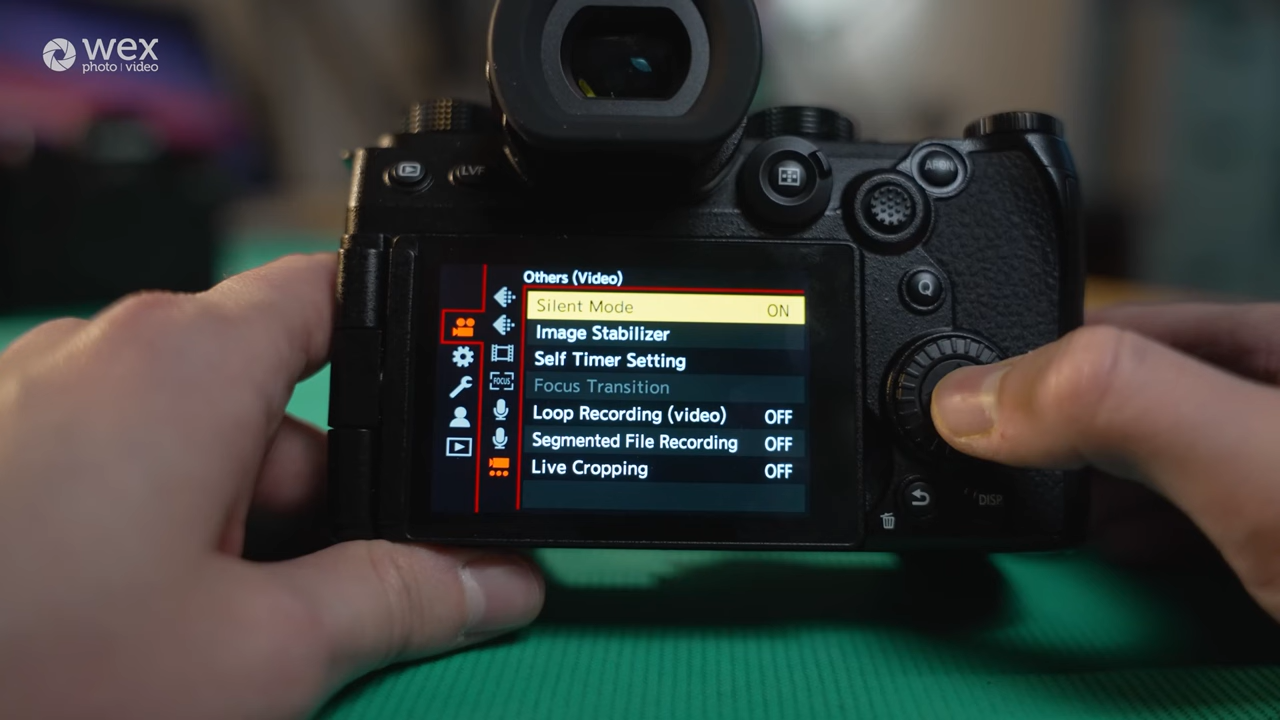 wex
photo | video
LVF
AF ON
Q
Others (Video)
Silent Mode ON
Image Stabilizer
Self Timer Setting
Focus Transition
Loop Recording (video) OFF
Segmented File Recording OFF
Live Cropping OFF
FOCUS
DISP.